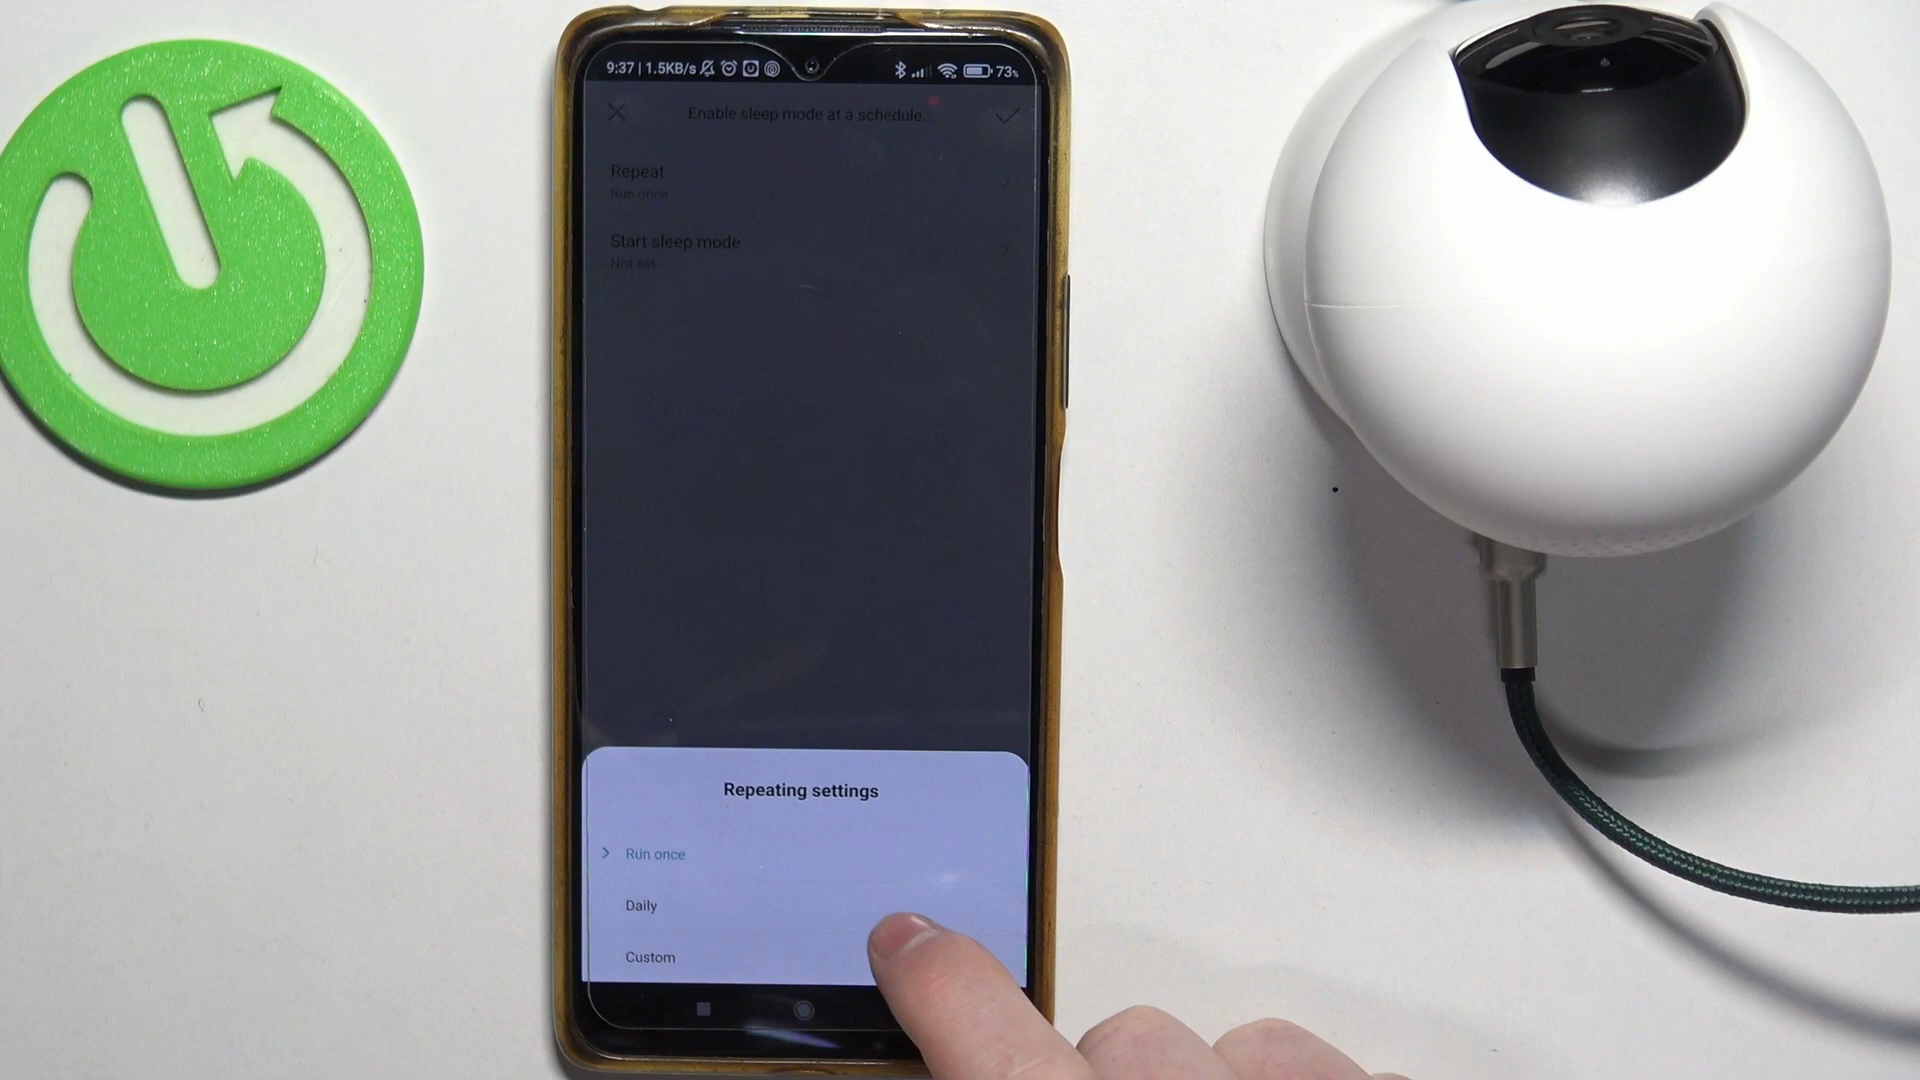 9:37 | 1.5KB/s
73%
Enable sleep mode at a schedule...
Repeat
Run once
Start sleep mode
Not set
Repeating settings
Run once
Daily
Custom